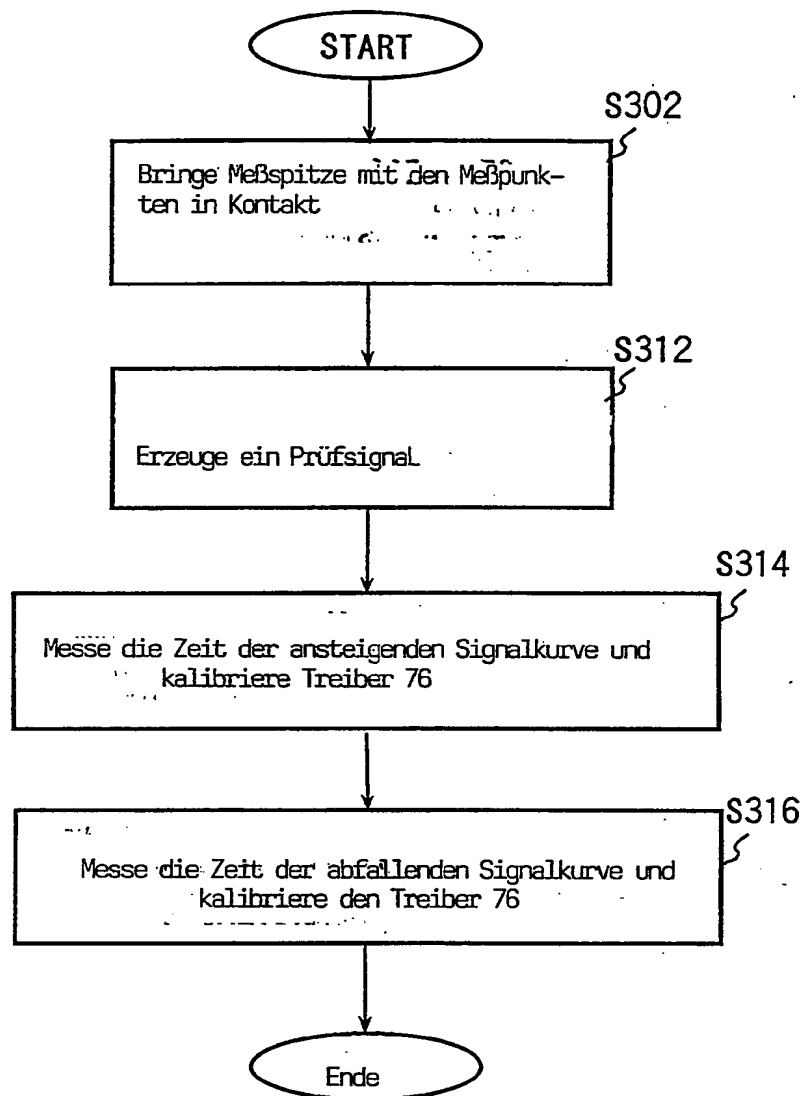 START
S302
Bringe Meßspitze mit den Meßpunk-
ten in Kontakt
S312
Erzeuge ein Prüfsignal
S314
Messe die Zeit der ansteigenden Signalkurve und
kalibriere Treiber 76
S316
Messe die Zeit der abfallenden Signalkurve und
kalibriere den Treiber 76
Ende